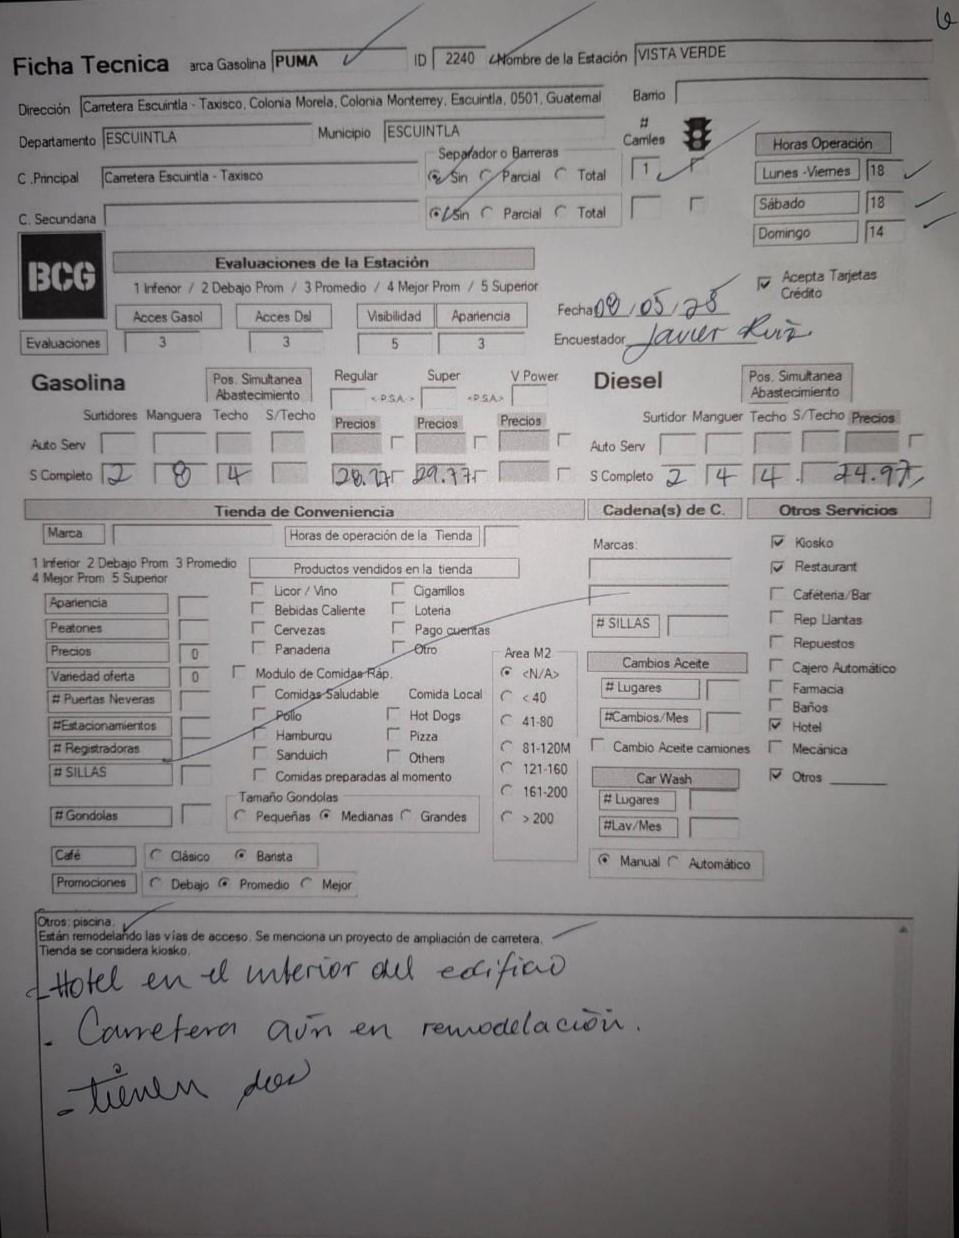 Ficha Tecnica arca Gasolina PUMA ID 2240 Nombre de la Estación VISTA VERDE
Dirección Carretera Escuintla - Taxisco, Colonia Morela, Colonia Monterrey, Escuintla, 0501, Guatemal Barrio
Departamento ESCUINTLA Municipio ESCUINTLA # Carriles
Separador o Barreras Horas Operación
C .Principal Carretera Escuintla - Taxisco Sin Parcial Total 1 Lunes -Viernes 18
C. Secundaria Sin Parcial Total Sábado 18
Domingo 14
BCG
Evaluaciones de la Estación
1 Inferior / 2 Debajo Prom / 3 Promedio / 4 Mejor Prom / 5 Superior
Acepta Tarjetas Crédito
Acces Gasol Acces Dsl Visibilidad Apariencia Fecha
Evaluaciones 3 3 5 3 Encuestador Javier Ruiz
Gasolina Pos. Simultanea Abastecimiento Regular Super V Power Diesel Pos. Simultanea Abastecimiento
< P.S.A. > <P.S.A>
Surtidores Manguera Techo S/Techo Precios Precios Precios Surtidor Manguer Techo S/Techo Precios
Auto Serv Auto Serv
S Completo 2 8 4 28.77 29.77 S Completo 2 4 4 24.97
Tienda de Conveniencia Cadena(s) de C. Otros Servicios
Marca Horas de operación de la Tienda Marcas: Kiosko
1 Inferior 2 Debajo Prom 3 Promedio
4 Mejor Prom 5 Superior
Productos vendidos en la tienda Restaurant
Apariencia Licor / Vino Cigarrillos Cafeteria/Bar
Peatones Bebidas Caliente Loteria # SILLAS Rep Llantas
Precios 0 Cervezas Pago cuentas Repuestos
Panaderia Otro Area M2
Variedad oferta 0 Modulo de Comidas Ráp. <N/A> Cambios Aceite Cajero Automático
# Puertas Neveras Comidas Saludable Comida Local < 40 # Lugares Farmacia
#Estacionamientos Pollo Hot Dogs 41-80 #Cambios/Mes Baños
Hotel
# Registradoras Hamburqu Pizza 81-120M Cambio Aceite camiones Mecánica
# SILLAS Sanduich Others 121-160 Car Wash Otros
Comidas preparadas al momento 161-200 # Lugares
Tamaño Gondolas
# Gondolas Pequeñas Medianas Grandes > 200 #Lav/Mes
Café Clásico Barista Manual Automático
Promociones Debajo Promedio Mejor
Otros: piscina.
Están remodelando las vías de acceso. Se menciona un proyecto de ampliación de carretera.
Tienda se considera kiosko.
- Hotel en el interior del edificio
- Carretera aún en remodelación.
- tienen dos